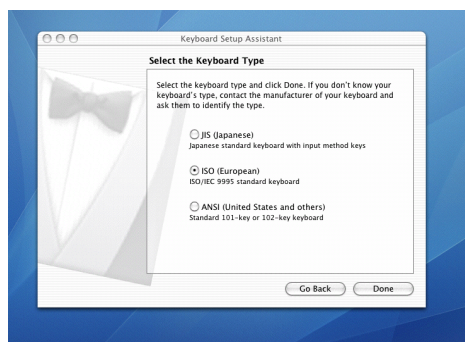 Keyboard Setup Assistant
Select the Keyboard Type
Select the keyboard type and click Done. If you don't know your
keyboard's type, contact the manufacturer of your keyboard and
ask them to identify the type.
JIS (Japanese)
Japanese standard keyboard with input method keys
ISO (European)
ISO/IEC 9995 standard keyboard
ANSI (United States and others)
Standard 101-key or 102-key keyboard
Go Back Done